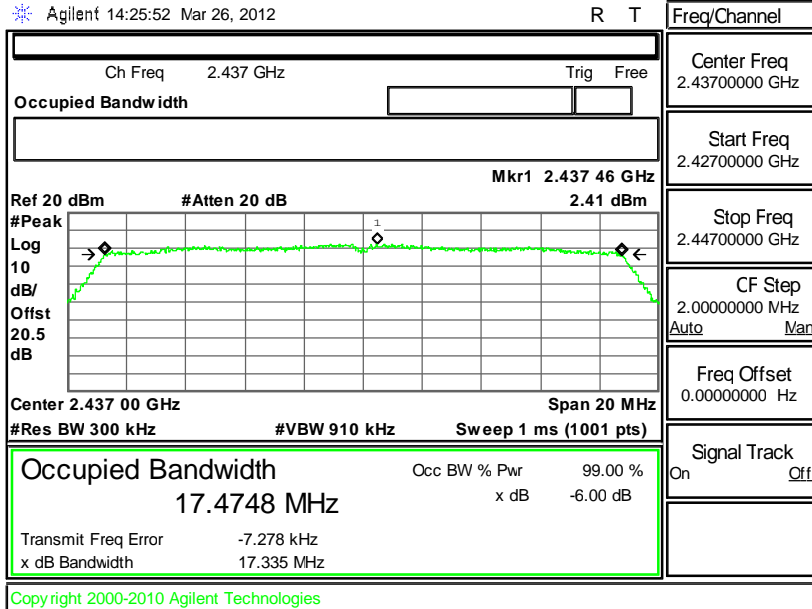 Agilent 14:25:52 Mar 26, 2012 R T
Freq/Channel
Ch Freq 2.437 GHz Trig Free
Occupied Bandwidth
Center Freq
2.43700000 GHz
Start Freq
2.42700000 GHz
Mkr1 2.437 46 GHz
Ref 20 dBm #Atten 20 dB 2.41 dBm
#Peak
Log
10
dB/
Offst
20.5
dB
1
Stop Freq
2.44700000 GHz
CF Step
2.00000000 MHz
Auto Man
Freq Offset
0.00000000 Hz
Center 2.437 00 GHz Span 20 MHz
#Res BW 300 kHz #VBW 910 kHz Sweep 1 ms (1001 pts)
Signal Track
On Off
Occupied Bandwidth Occ BW % Pwr 99.00 %
17.4748 MHz x dB -6.00 dB
Transmit Freq Error -7.278 kHz
x dB Bandwidth 17.335 MHz
Copyright 2000-2010 Agilent Technologies